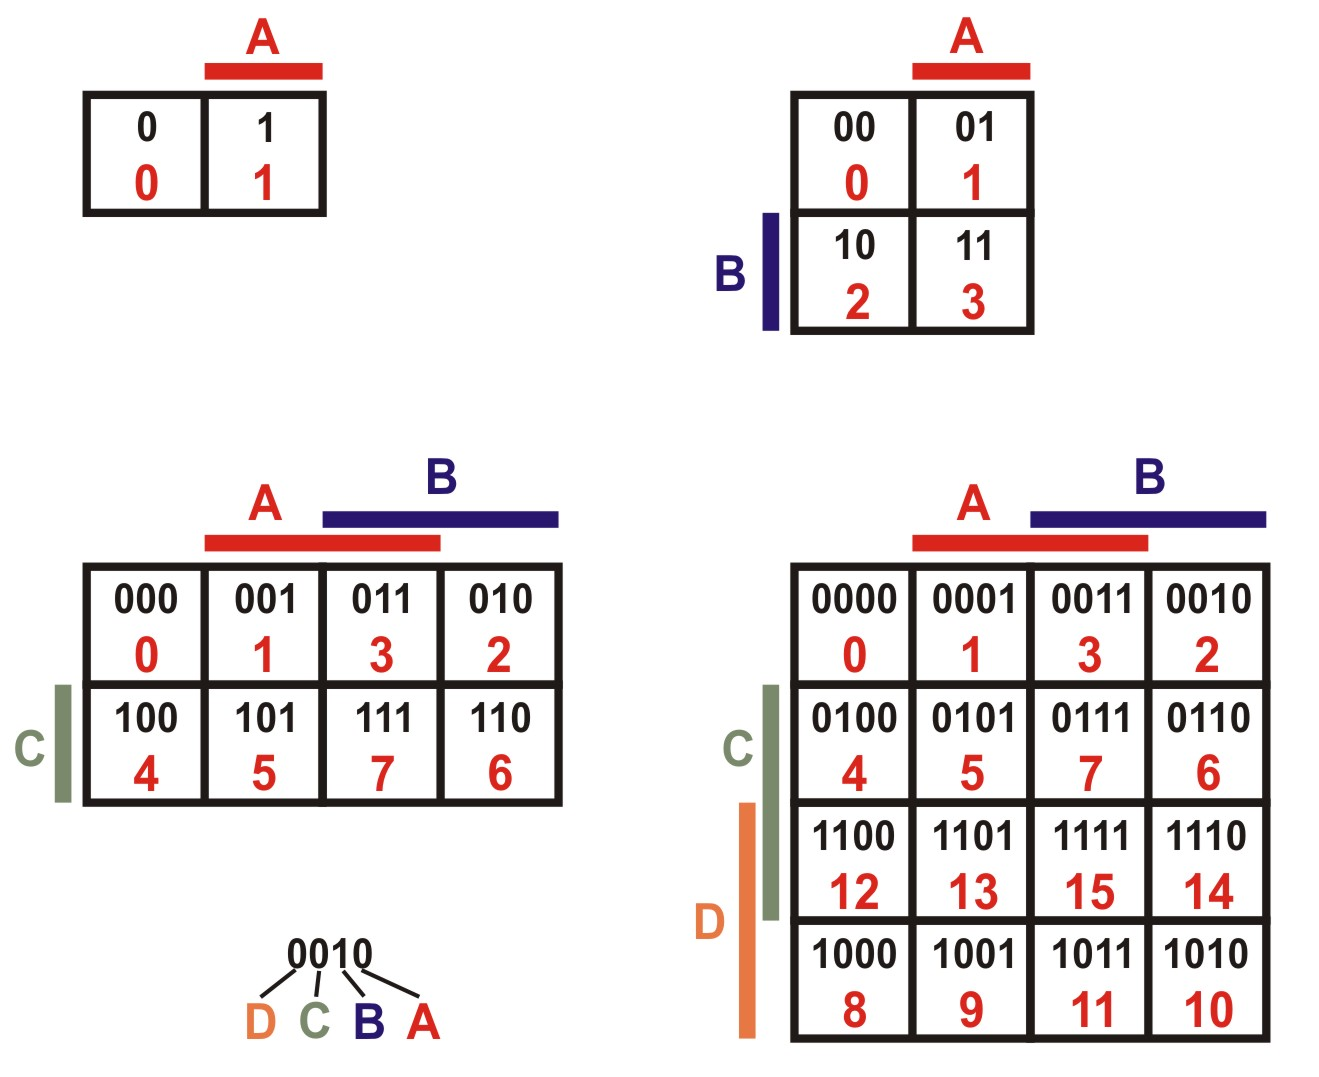 A
0 1
0 1
A
00 01
0 1
B
10 11
2 3
B
A
000 001 011 010
0 1 3 2
C
100 101 111 110
4 5 7 6
0010
D C B A
B
A
0000 0001 0011 0010
0 1 3 2
C
0100 0101 0111 0110
4 5 7 6
1100 1101 1111 1110
12 13 15 14
D
1000 1001 1011 1010
8 9 11 10